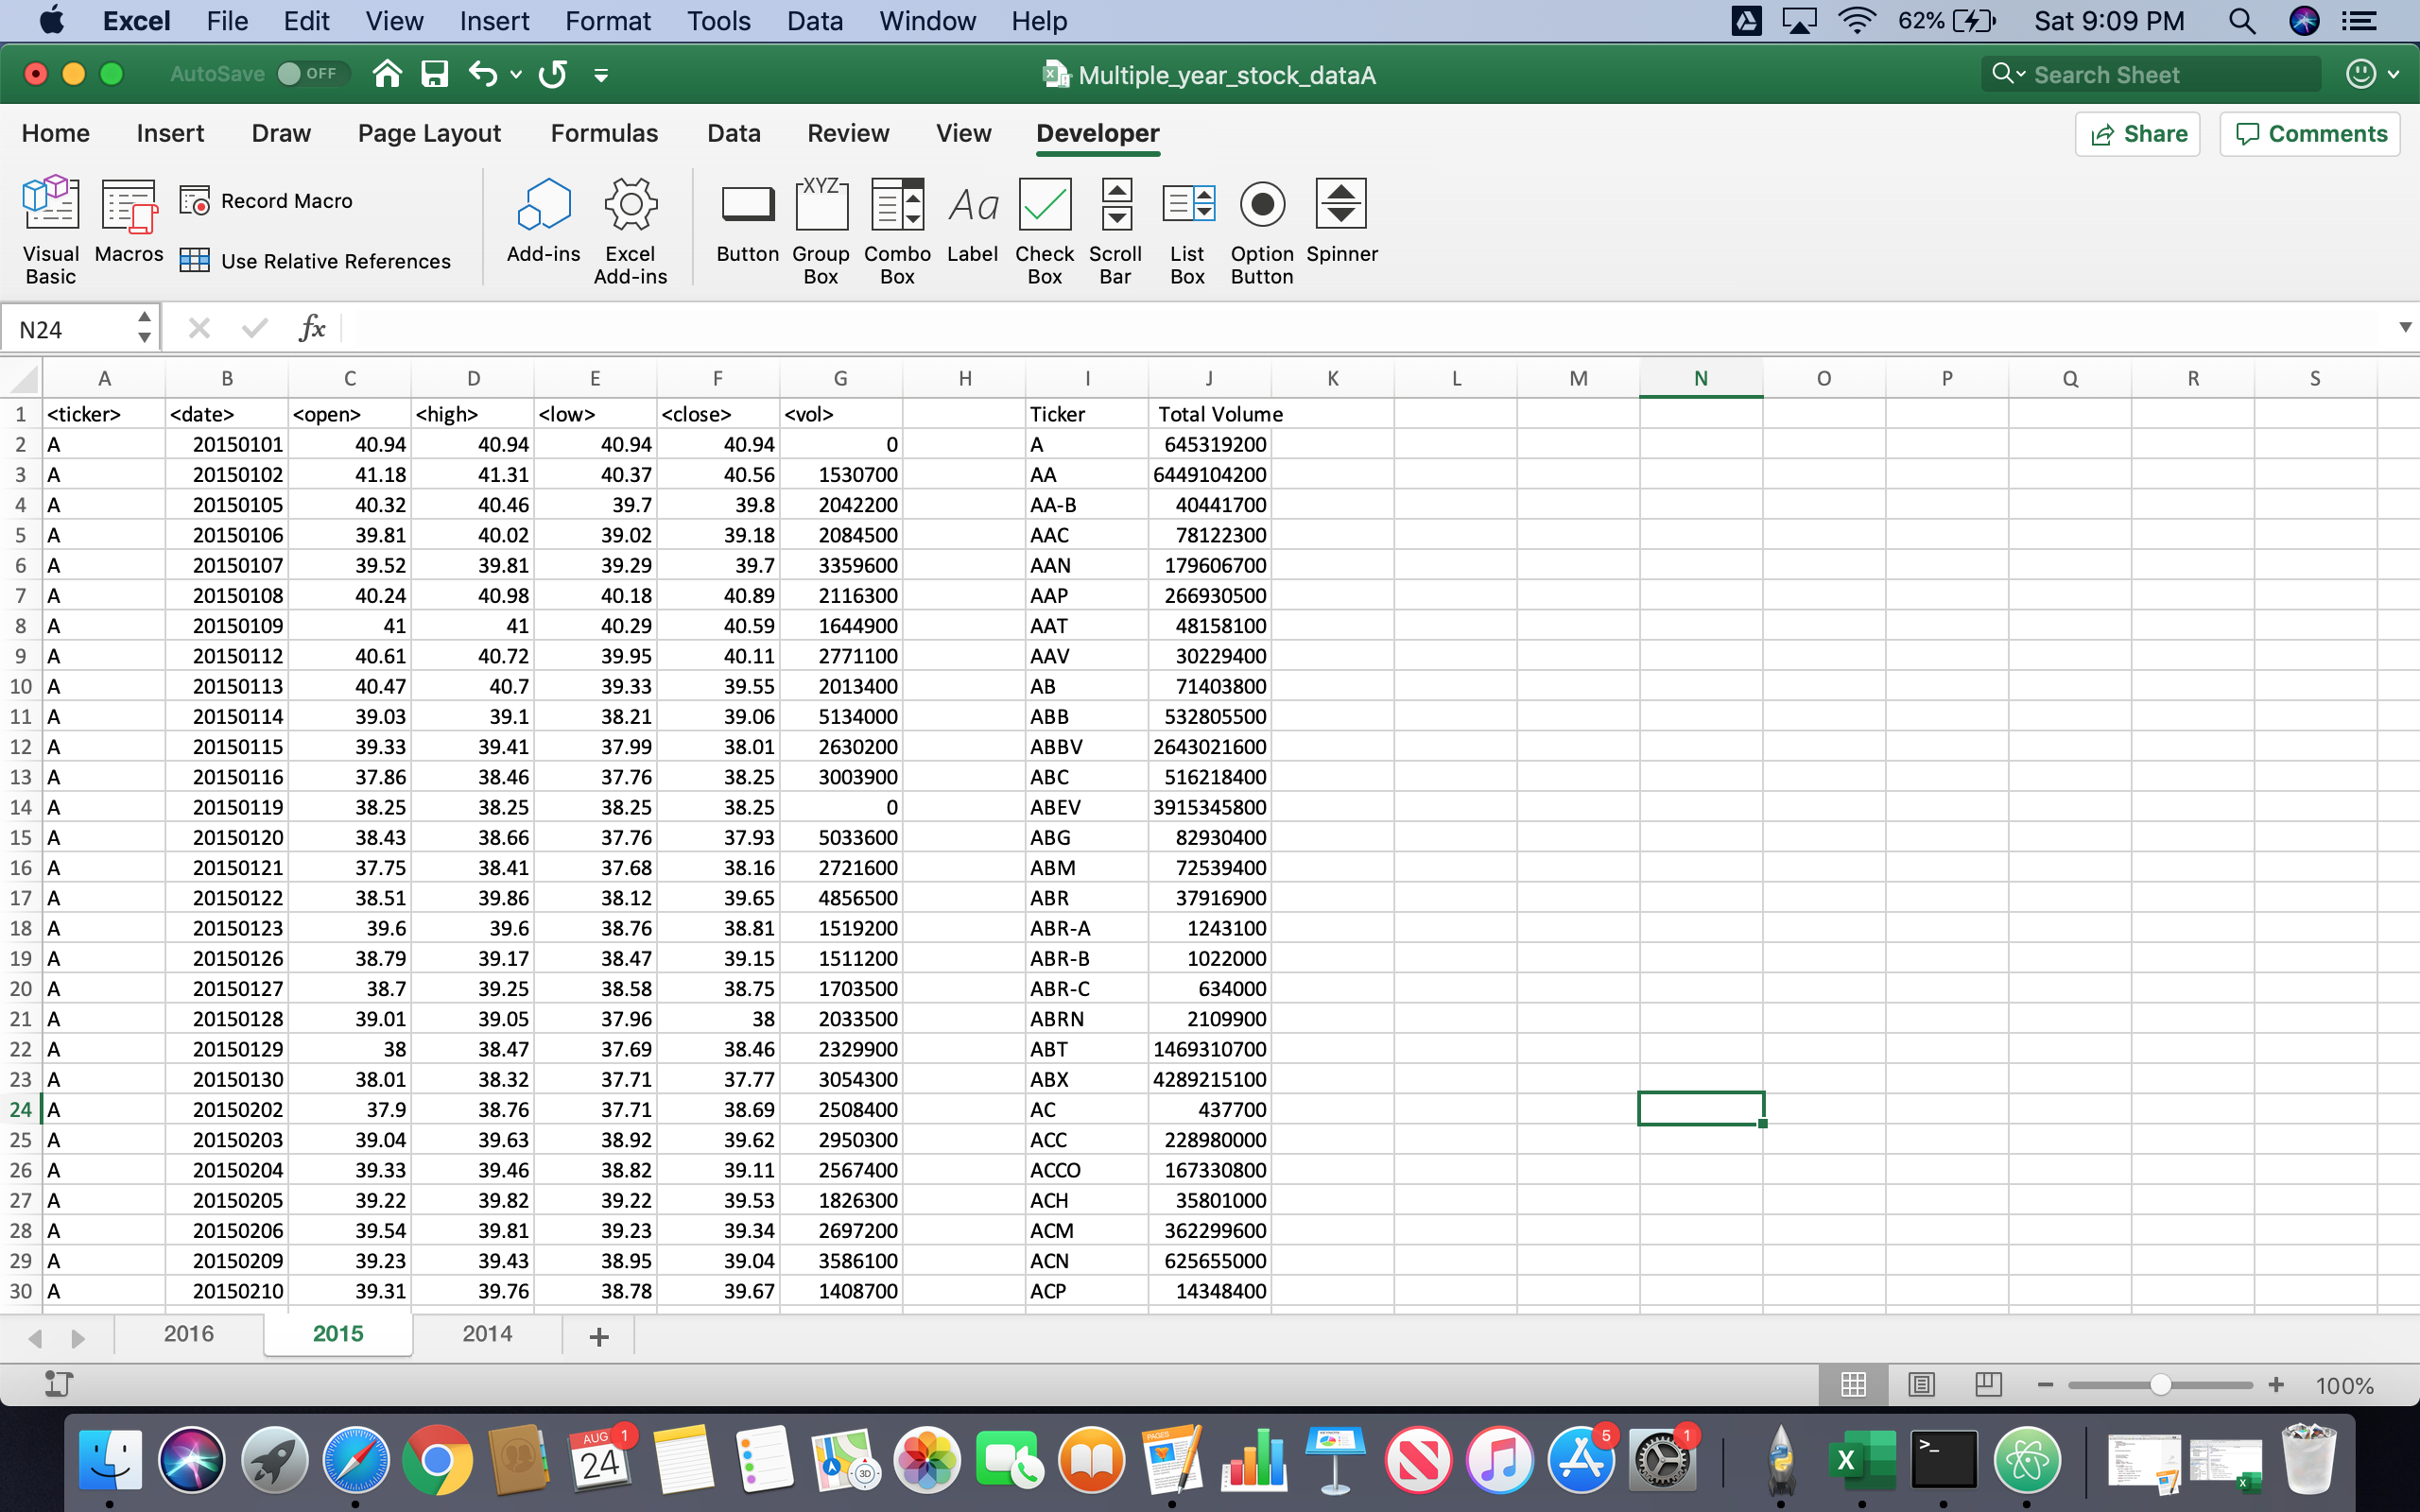 Excel File Edit View Insert Format Tools Data Window Help 62% Sat 9:09 PM
AutoSave OFF Multiple_year_stock_dataA Search Sheet
Home Insert Draw Page Layout Formulas Data Review View Developer Share Comments
Visual Basic Macros Record Macro Use Relative References Add-ins Excel Add-ins Button XYZ Group Box Combo Box Aa Label Check Box Scroll Bar List Box Option Button Spinner
N24 fx
A B C D E F G H I J K L M N O P Q R S
1 <ticker> <date> <open> <high> <low> <close> <vol> Ticker Total Volume
2 A 20150101 40.94 40.94 40.94 40.94 0 A 645319200
3 A 20150102 41.18 41.31 40.37 40.56 1530700 AA 6449104200
4 A 20150105 40.32 40.46 39.7 39.8 2042200 AA-B 40441700
5 A 20150106 39.81 40.02 39.02 39.18 2084500 AAC 78122300
6 A 20150107 39.52 39.81 39.29 39.7 3359600 AAN 179606700
7 A 20150108 40.24 40.98 40.18 40.89 2116300 AAP 266930500
8 A 20150109 41 41 40.29 40.59 1644900 AAT 48158100
9 A 20150112 40.61 40.72 39.95 40.11 2771100 AAV 30229400
10 A 20150113 40.47 40.7 39.33 39.55 2013400 AB 71403800
11 A 20150114 39.03 39.1 38.21 39.06 5134000 ABB 532805500
12 A 20150115 39.33 39.41 37.99 38.01 2630200 ABBV 2643021600
13 A 20150116 37.86 38.46 37.76 38.25 3003900 ABC 516218400
14 A 20150119 38.25 38.25 38.25 38.25 0 ABEV 3915345800
15 A 20150120 38.43 38.66 37.76 37.93 5033600 ABG 82930400
16 A 20150121 37.75 38.41 37.68 38.16 2721600 ABM 72539400
17 A 20150122 38.51 39.86 38.12 39.65 4856500 ABR 37916900
18 A 20150123 39.6 39.6 38.76 38.81 1519200 ABR-A 1243100
19 A 20150126 38.79 39.17 38.47 39.15 1511200 ABR-B 1022000
20 A 20150127 38.7 39.25 38.58 38.75 1703500 ABR-C 634000
21 A 20150128 39.01 39.05 37.96 38 2033500 ABRN 2109900
22 A 20150129 38 38.47 37.69 38.46 2329900 ABT 1469310700
23 A 20150130 38.01 38.32 37.71 37.77 3054300 ABX 4289215100
24 A 20150202 37.9 38.76 37.71 38.69 2508400 AC 437700
25 A 20150203 39.04 39.63 38.92 39.62 2950300 ACC 228980000
26 A 20150204 39.33 39.46 38.82 39.11 2567400 ACCO 167330800
27 A 20150205 39.22 39.82 39.22 39.53 1826300 ACH 35801000
28 A 20150206 39.54 39.81 39.23 39.34 2697200 ACM 362299600
29 A 20150209 39.23 39.43 38.95 39.04 3586100 ACN 625655000
30 A 20150210 39.31 39.76 38.78 39.67 1408700 ACP 14348400
2016 2015 2014 +
100%
AUG 24 1 3D PAGES 5 1 X >_